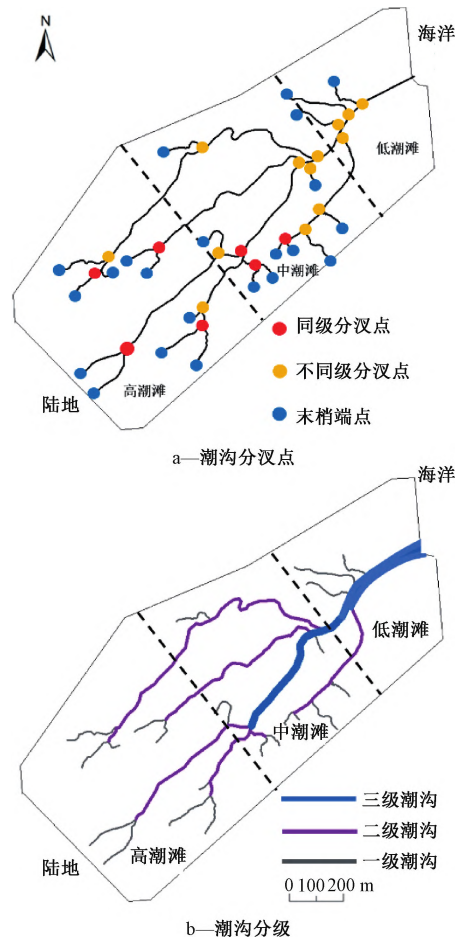 N
海洋
低潮滩
中潮滩
同级分汊点
不同级分汊点
末梢端点
高潮滩
陆地
a—潮沟分汊点
海洋
低潮滩
中潮滩
三级潮沟
二级潮沟
一级潮沟
陆地
高潮滩
0 100 200 m
b—潮沟分级